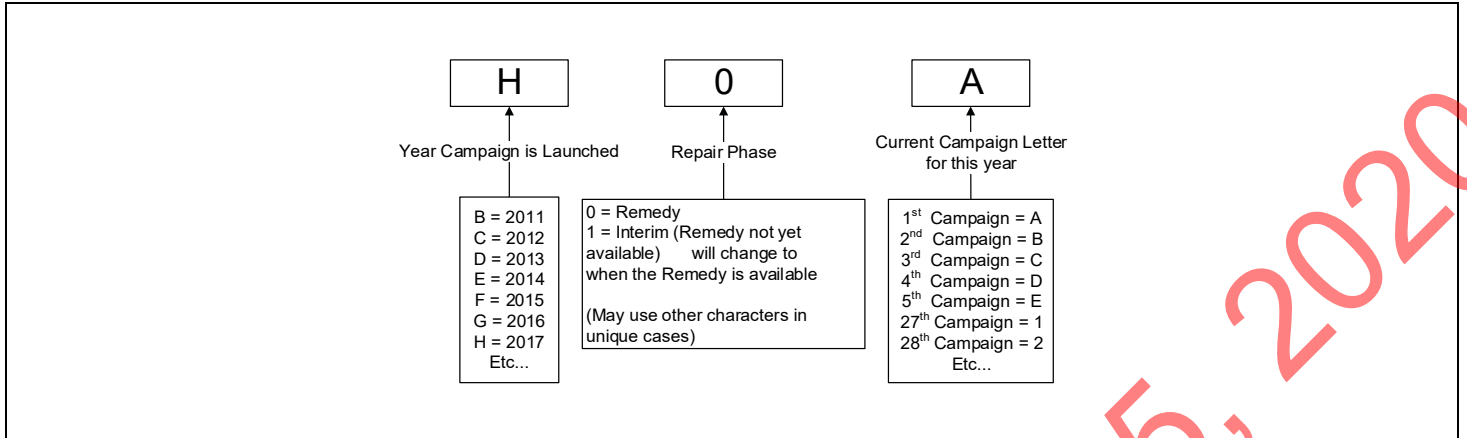 H 0 A
Year Campaign is Launched
Repair Phase
Current Campaign Letter
for this year
B = 2011
C = 2012
D = 2013
E = 2014
F = 2015
G = 2016
H = 2017
Etc...
0 = Remedy
1 = Interim (Remedy not yet
available) will change to
when the Remedy is available
(May use other characters in
unique cases)
1st Campaign = A
2nd Campaign = B
3rd Campaign = C
4th Campaign = D
5th Campaign = E
27th Campaign = 1
28th Campaign = 2
Etc...
5, 2020